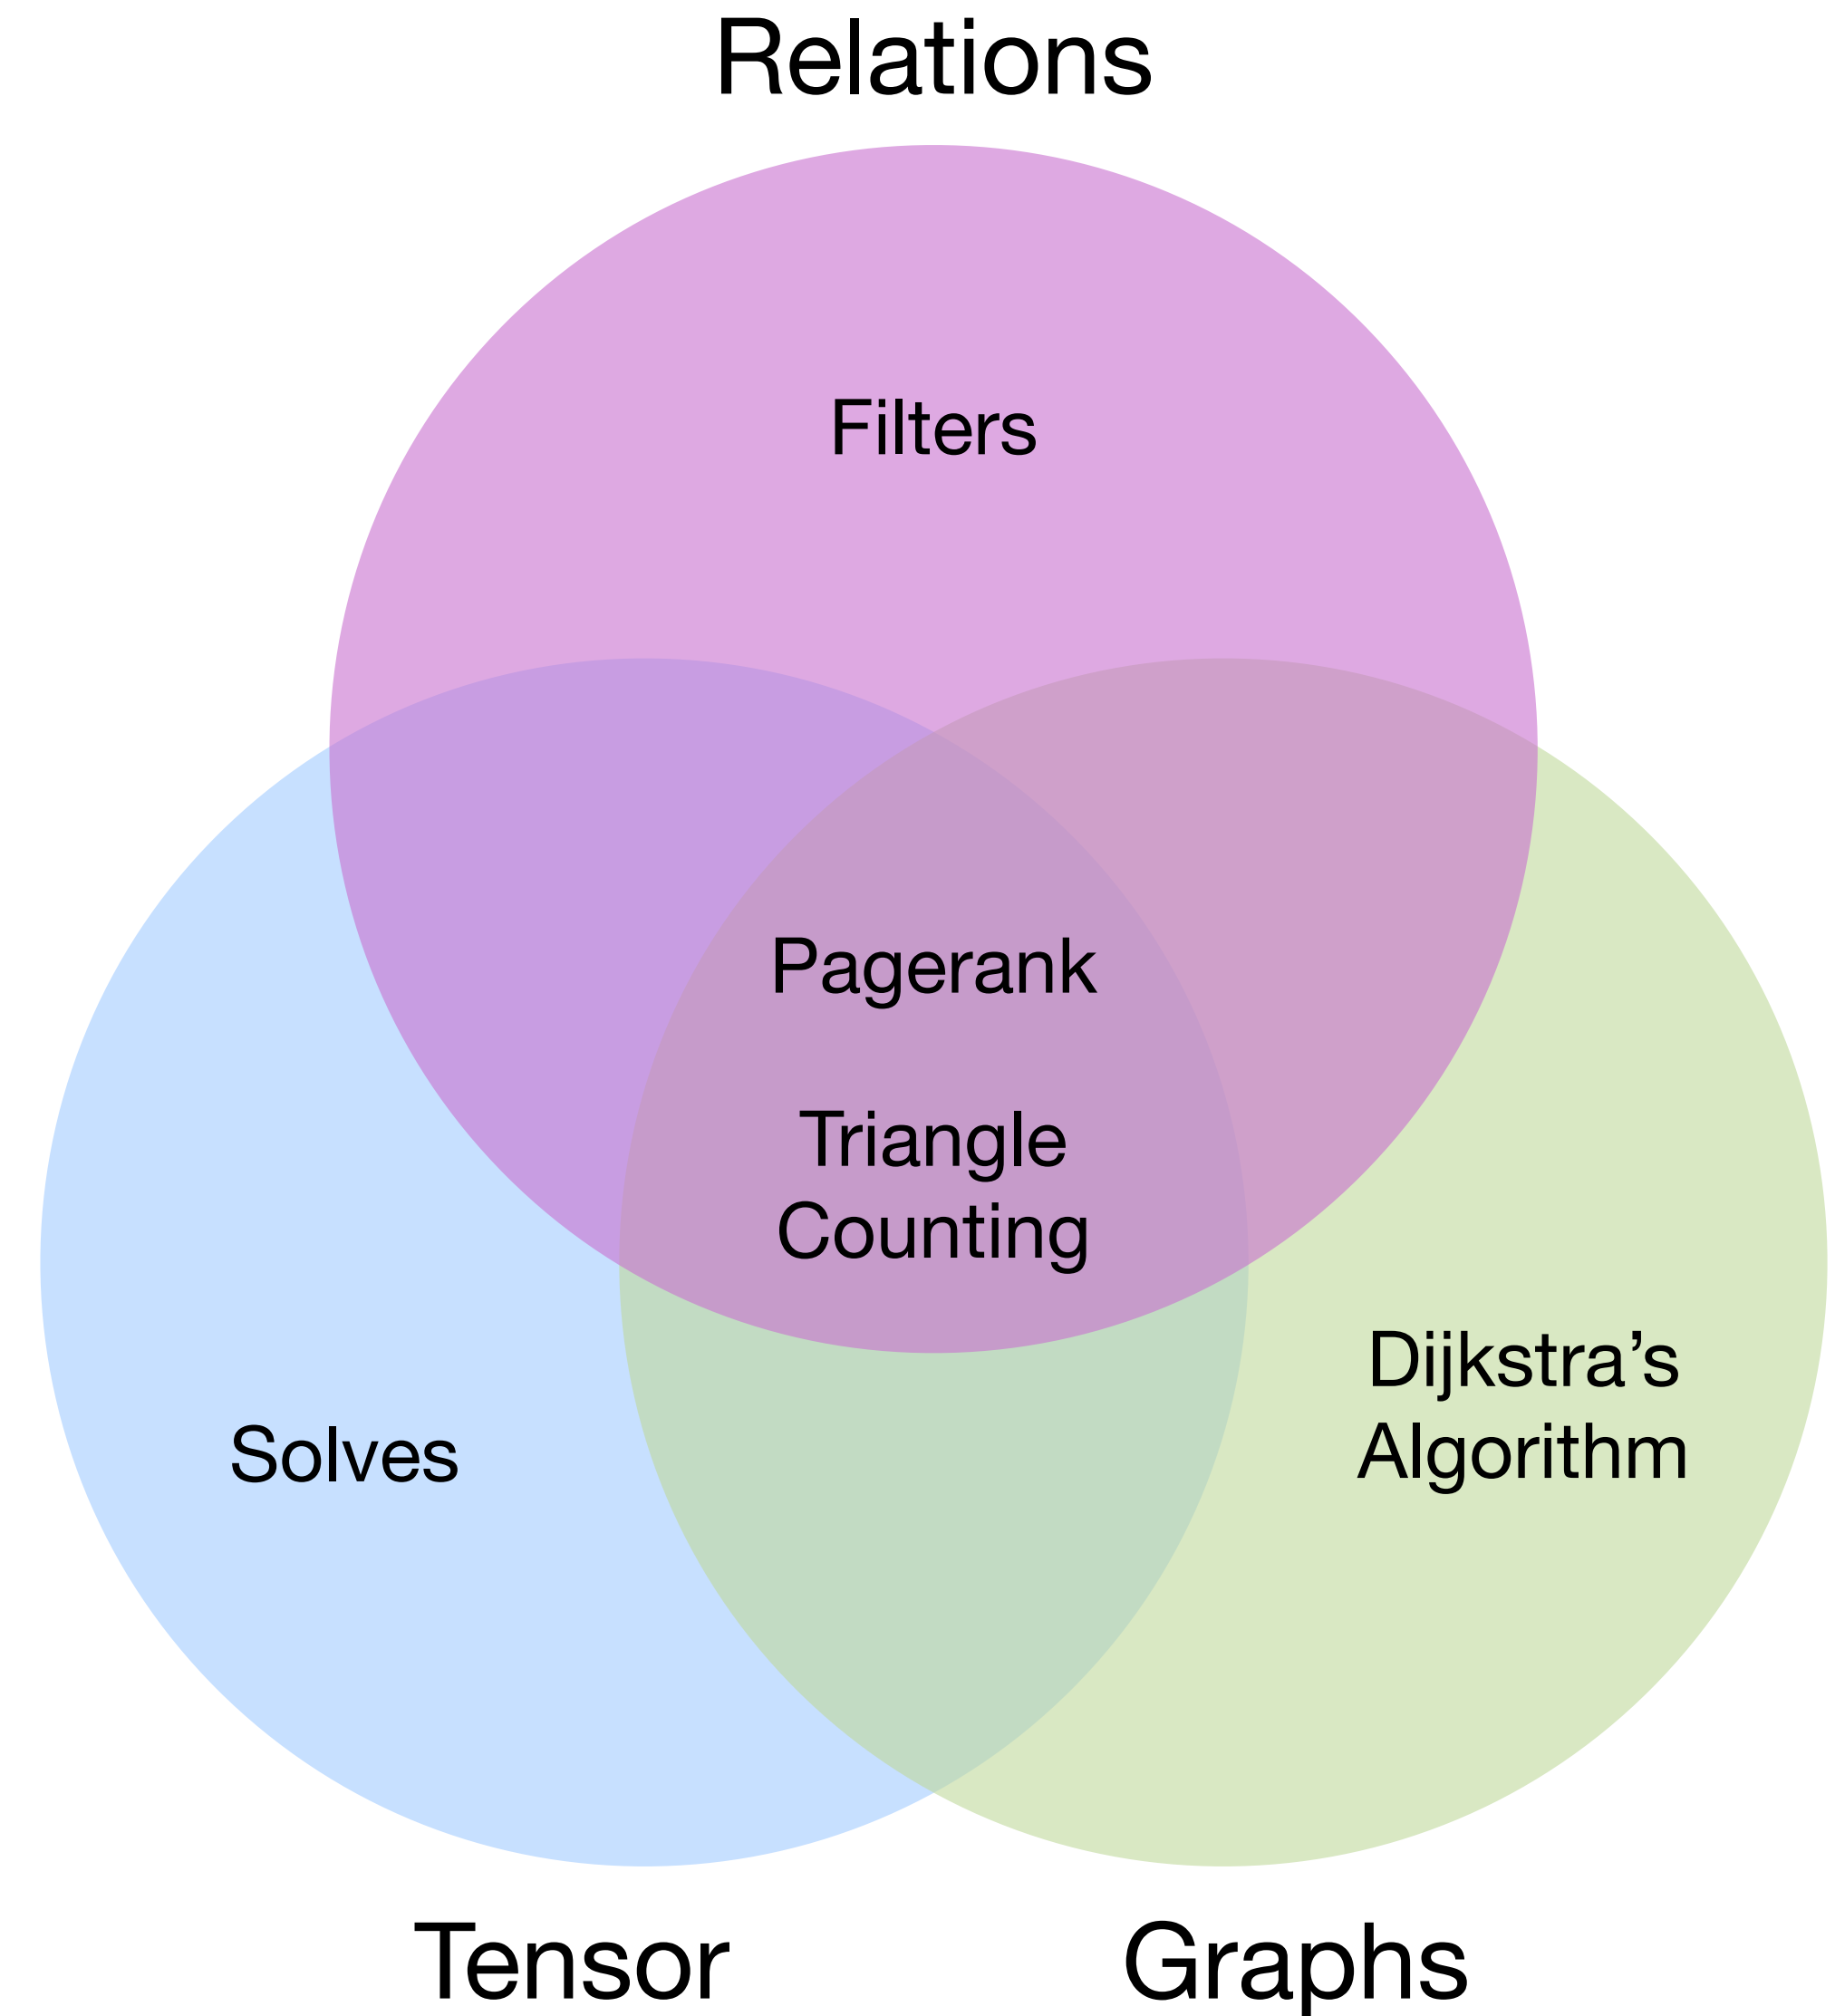 Relations
Filters
Pagerank
Triangle
Counting
Dijkstra’s
Algorithm
Solves
Tensor
Graphs